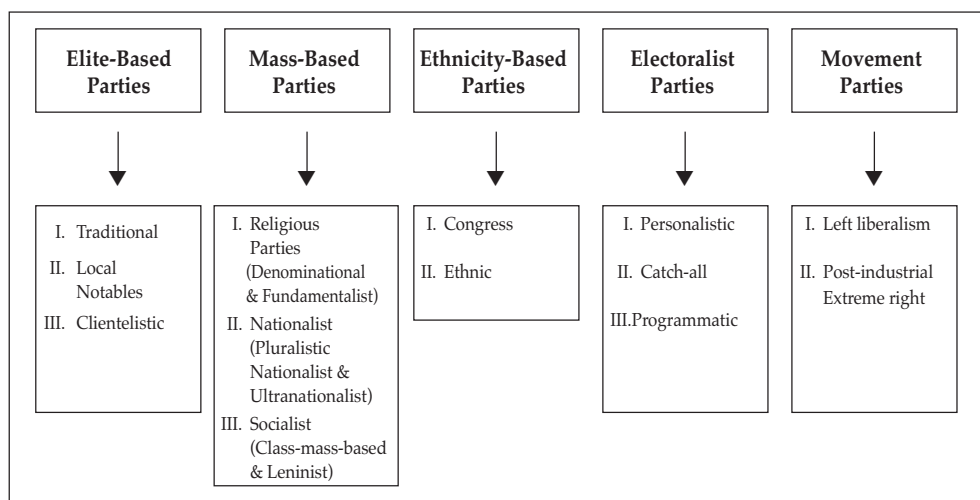 Elite-Based
Parties
Mass-Based
Parties
Ethnicity-Based
Parties
Electoralist
Parties
Movement
Parties
I. Traditional
II. Local
Notables
III. Clientelistic
I. Religious
Parties
(Denominational
& Fundamentalist)
II. Nationalist
(Pluralistic
Nationalist &
Ultranationalist)
III. Socialist
(Class-mass-based
& Leninist)
I. Congress
II. Ethnic
I. Personalistic
II. Catch-all
III.Programmatic
I. Left liberalism
II. Post-industrial
Extreme right